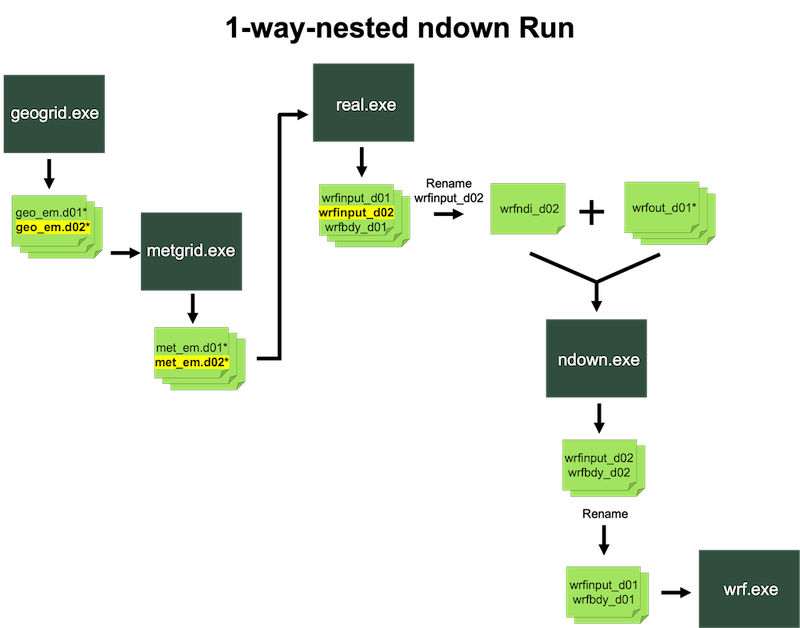 1-way-nested ndown Run
geogrid.exe
geo_em.d01*
geo_em.d02*
metgrid.exe
met_em.d01*
met_em.d02*
real.exe
wrfinput_d01
wrfinput_d02
wrfbdy_d01
Rename
wrfinput_d02
wrfndi_d02
+
wrfout_d01*
ndown.exe
wrfinput_d02
wrfbdy_d02
Rename
wrfinput_d01
wrfbdy_d01
wrf.exe